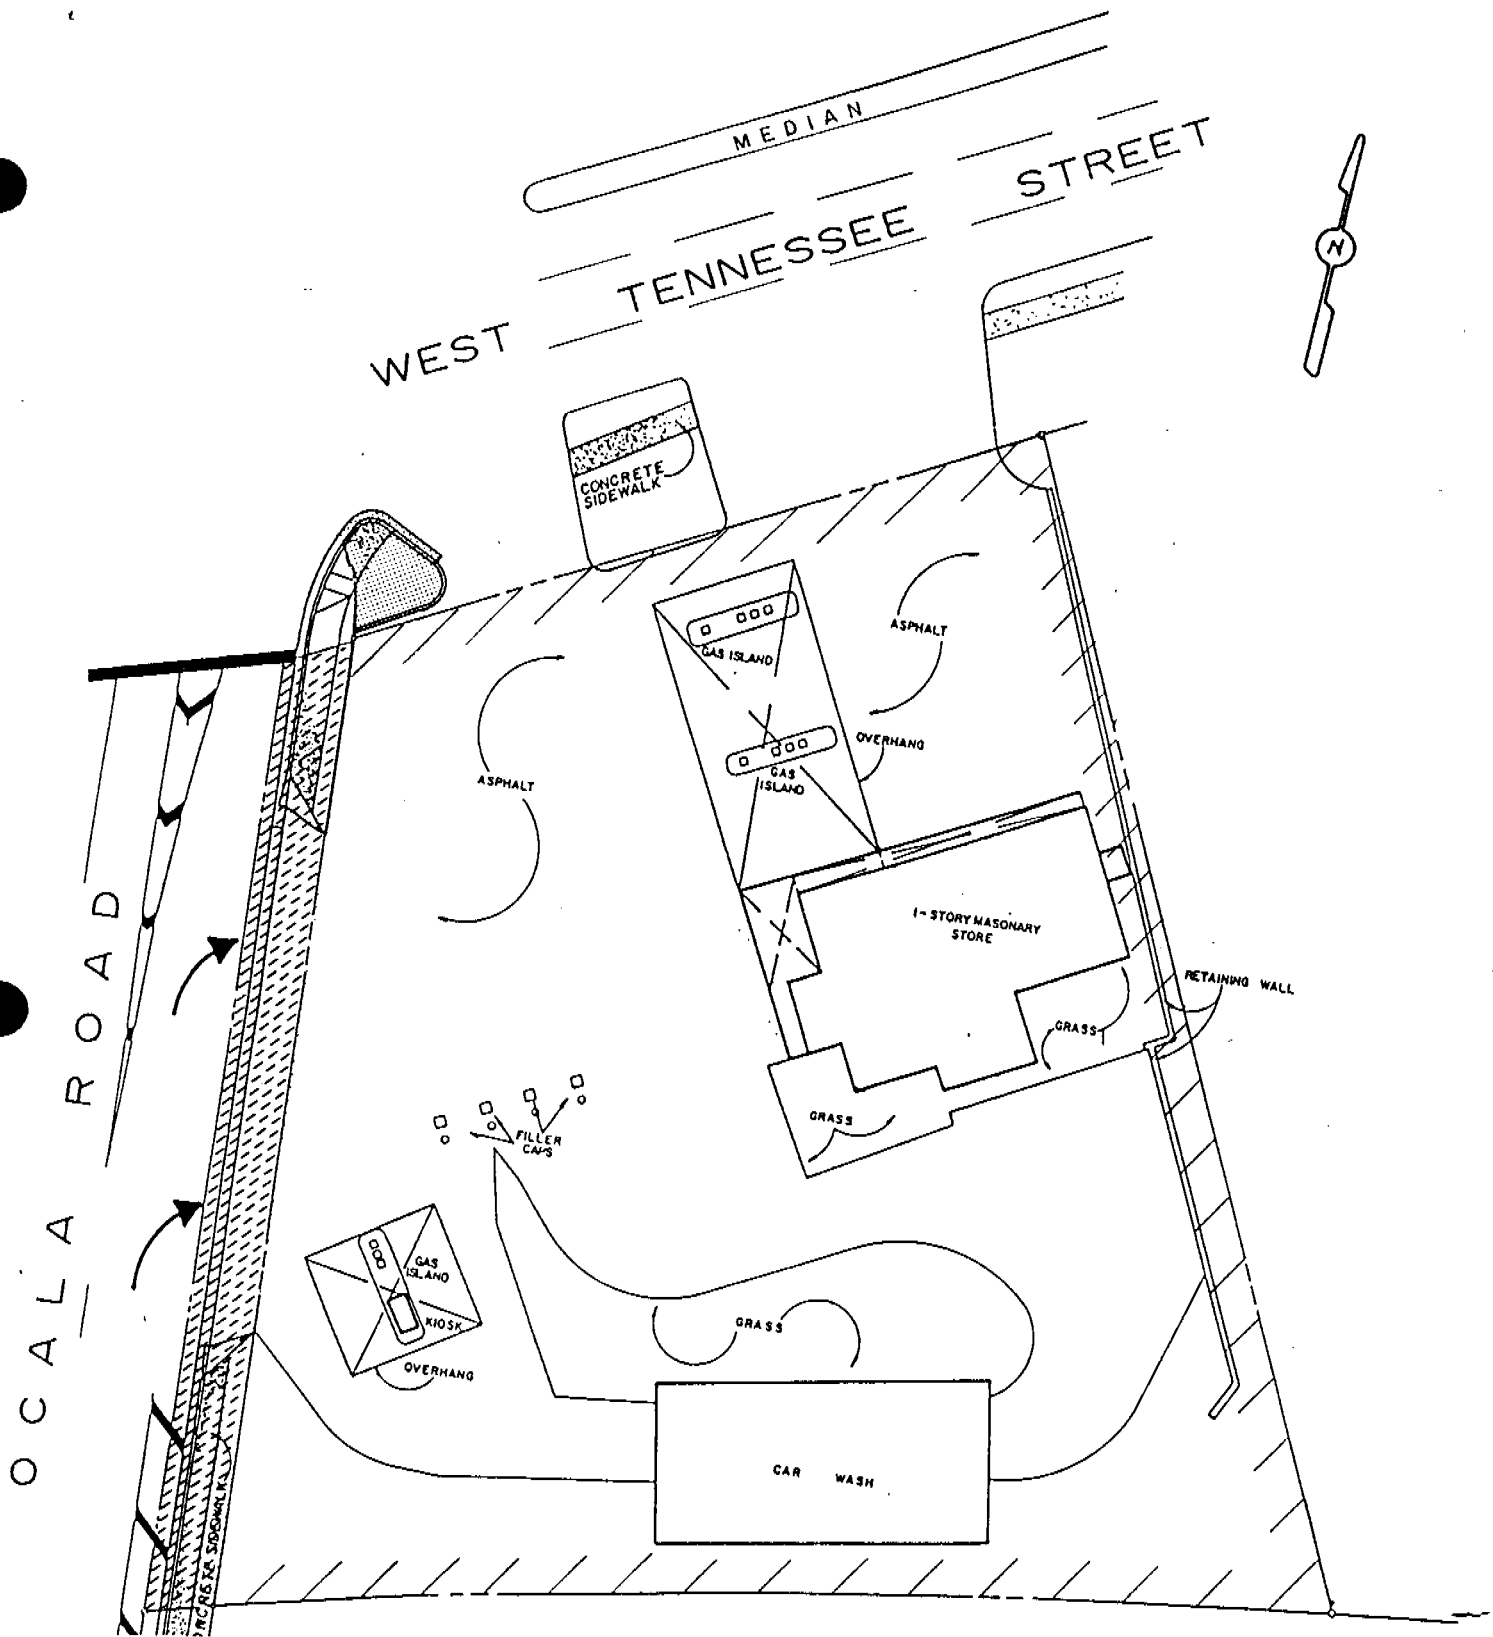 MEDIAN
WEST TENNESSEE STREET
N
CONCRETE
SIDEWALK
ASPHALT
GAS ISLAND
OVERHANG
GAS
ISLAND
ASPHALT
1-STORY MASONARY
STORE
RETAINING WALL
GRASS
GRASS
FILLER
CAPS
OCALA ROAD
GAS
ISLAND
KIOSK
OVERHANG
GRASS
CAR WASH
SIDEWALK